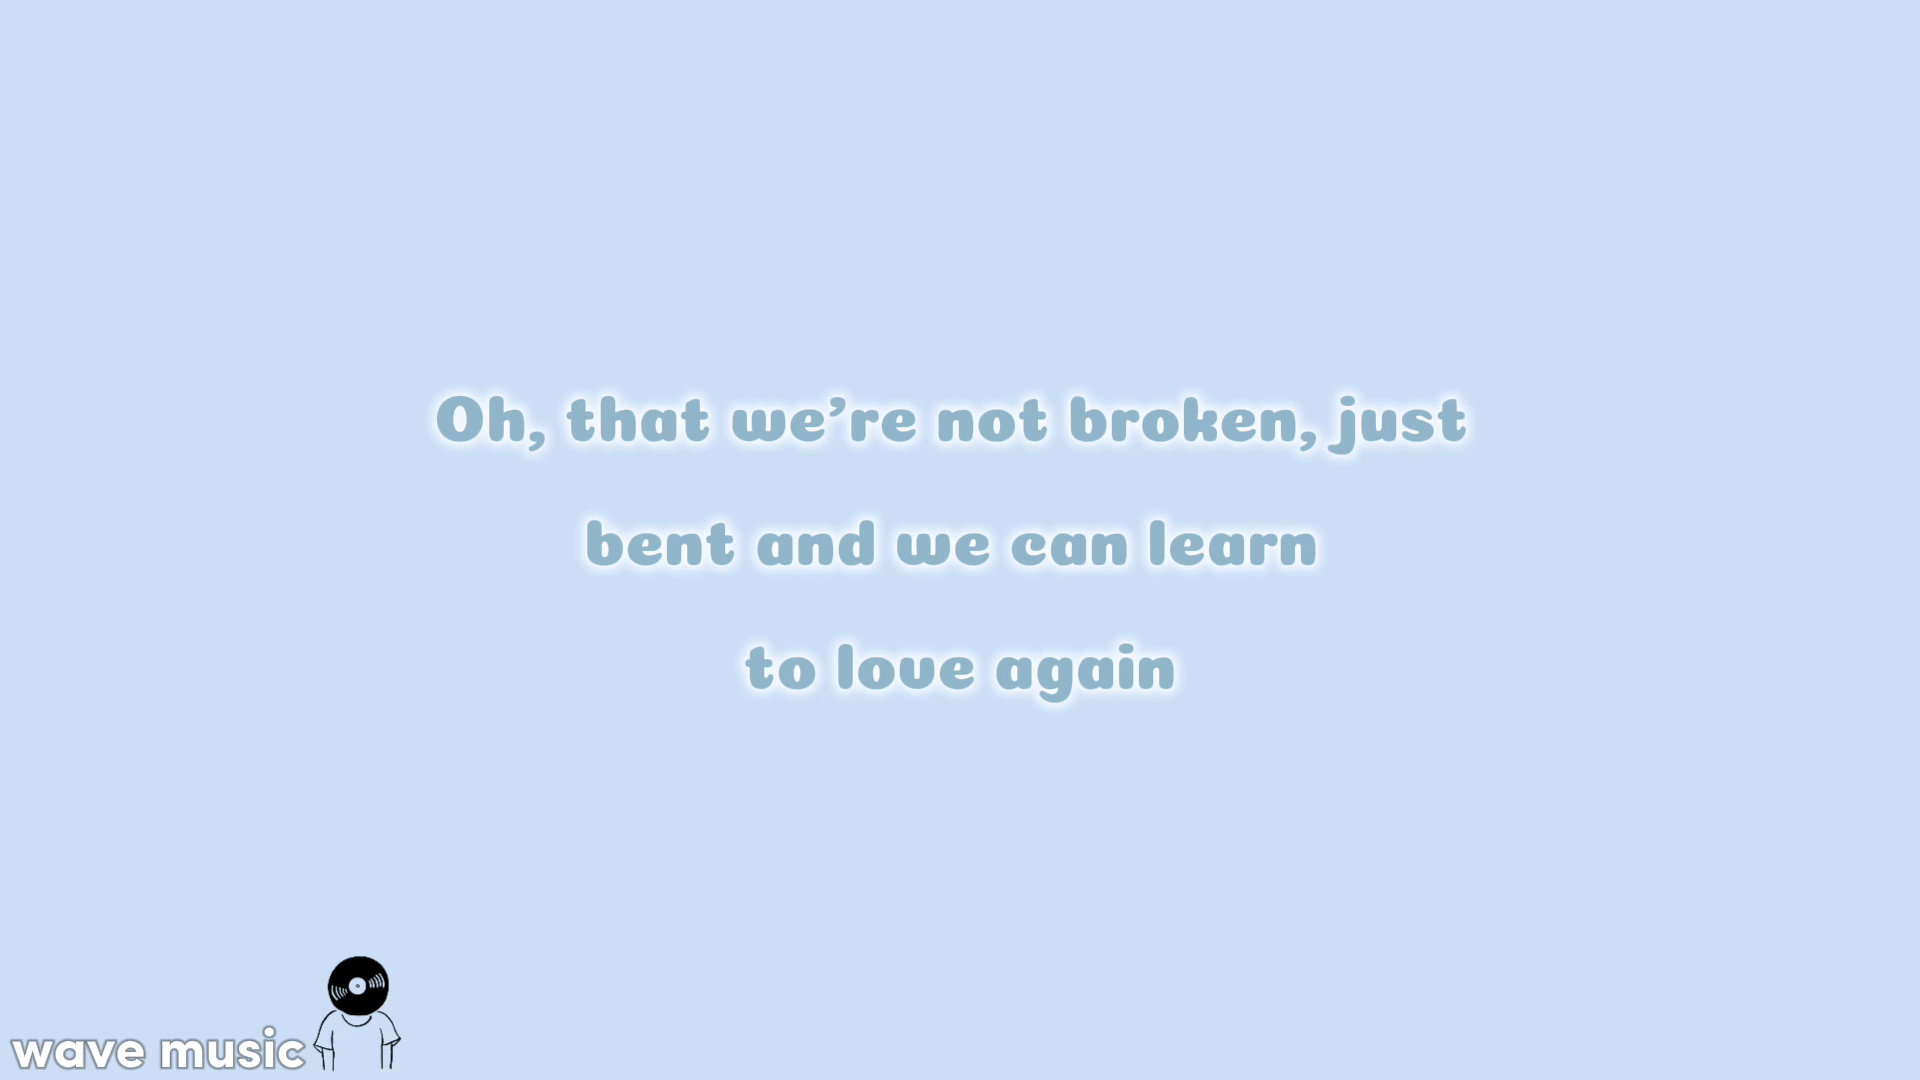 Oh, that we’re not broken, just
bent and we can learn
to love again
wave music